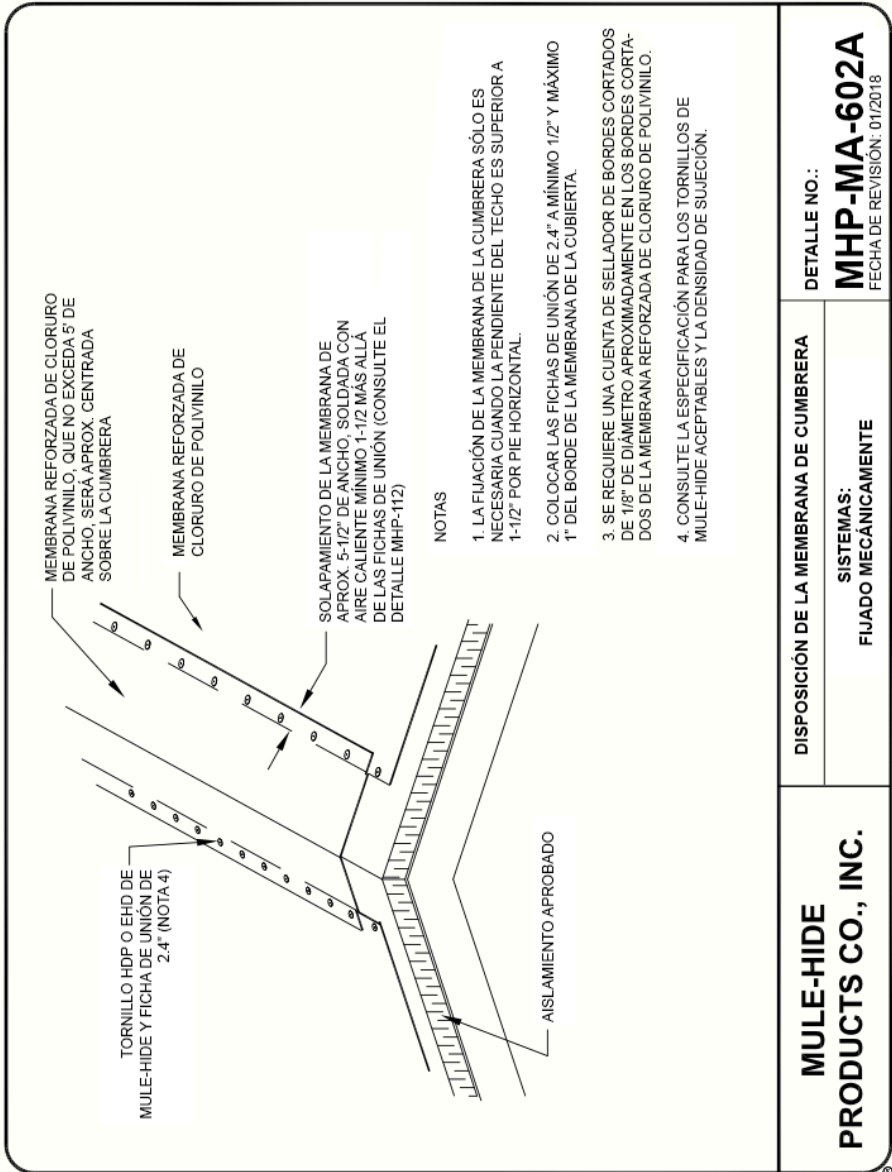 MEMBRANA REFORZADA DE CLORURO
DE POLIVINILO, QUE NO EXCEDA 5' DE
ANCHO, SERÁ APROX. CENTRADA
SOBRE LA CUMBRERA
TORNILLO HDP O EHD DE
MULE-HIDE Y FICHA DE UNIÓN DE
2.4" (NOTA 4)
MEMBRANA REFORZADA DE
CLORURO DE POLIVINILO
SOLAPAMIENTO DE LA MEMBRANA DE
APROX. 5-1/2" DE ANCHO, SOLDADA CON
AIRE CALIENTE MÍNIMO 1-1/2 MÁS ALLÁ
DE LAS FICHAS DE UNIÓN (CONSULTE EL
DETALLE MHP-112)
AISLAMIENTO APROBADO
NOTAS
1. LA FIJACIÓN DE LA MEMBRANA DE LA CUMBRERA SÓLO ES
NECESARIA CUANDO LA PENDIENTE DEL TECHO ES SUPERIOR A
1-1/2" POR PIE HORIZONTAL.
2. COLOCAR LAS FICHAS DE UNIÓN DE 2.4" A MÍNIMO 1/2" Y MÁXIMO
1" DEL BORDE DE LA MEMBRANA DE LA CUBIERTA.
3. SE REQUIERE UNA CUENTA DE SELLADOR DE BORDES CORTADOS
DE 1/8" DE DIÁMETRO APROXIMADAMENTE EN LOS BORDES CORTA-
DOS DE LA MEMBRANA REFORZADA DE CLORURO DE POLIVINILO.
4. CONSULTE LA ESPECIFICACIÓN PARA LOS TORNILLOS DE
MULE-HIDE ACEPTABLES Y LA DENSIDAD DE SUJECIÓN.
MULE-HIDE
PRODUCTS CO., INC.
®
DISPOSICIÓN DE LA MEMBRANA DE CUMBRERA
SISTEMAS:
FIJADO MECÁNICAMENTE
DETALLE NO.:
MHP-MA-602A
FECHA DE REVISIÓN: 01/2018